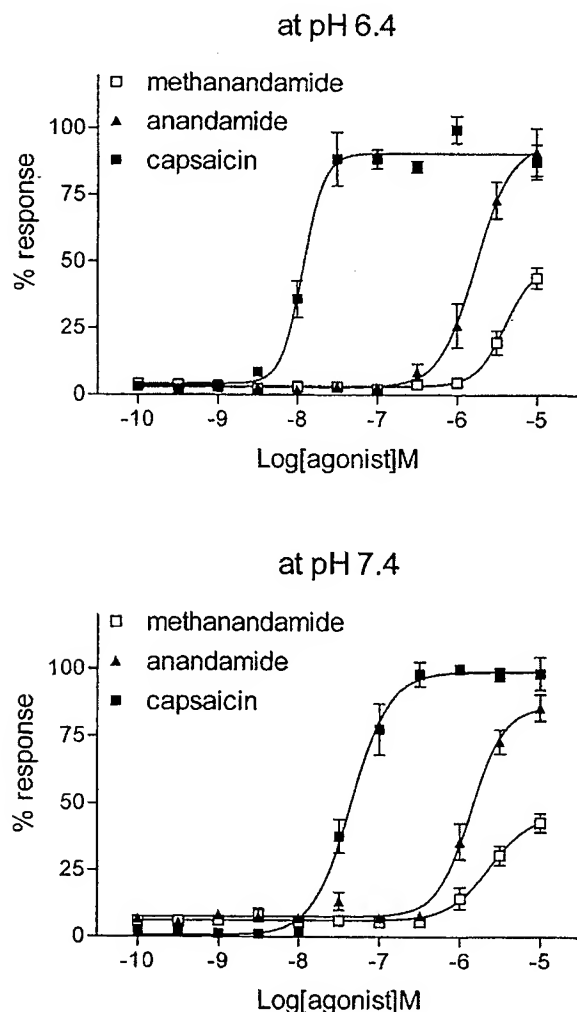 at pH 6.4
methanandamide
anandamide
capsaicin
% response
100
75
50
25
0
-10 -9 -8 -7 -6 -5
Log[agonist]M
at pH 7.4
methanandamide
anandamide
capsaicin
% response
100
75
50
25
0
-10 -9 -8 -7 -6 -5
Log[agonist]M